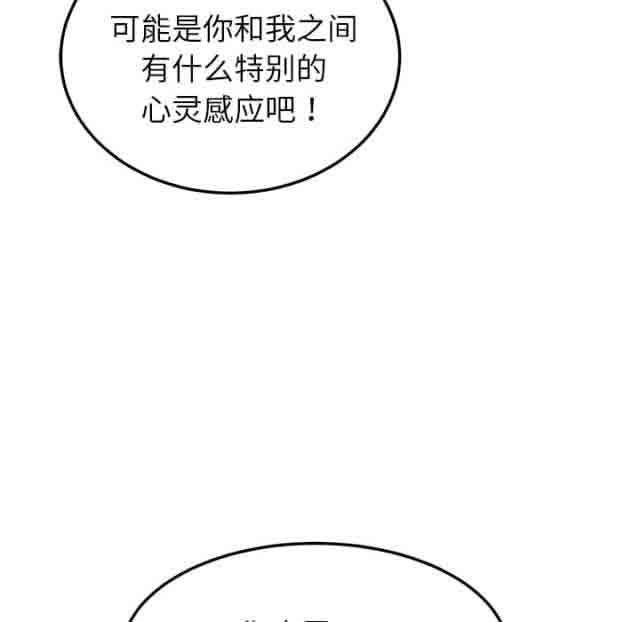 可能是你和我之间
有什么特别的
心灵感应吧！